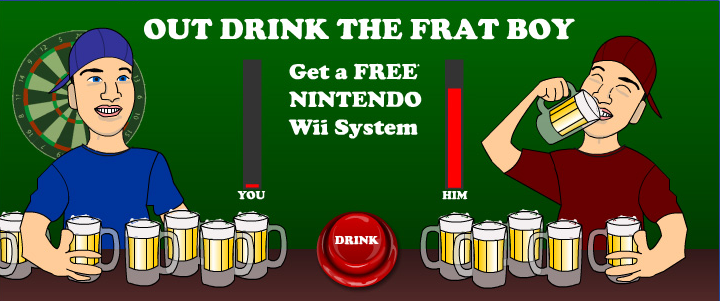 OUT DRINK THE FRAT BOY
Get a FREE*
NINTENDO
Wii System
YOU
HIM
DRINK